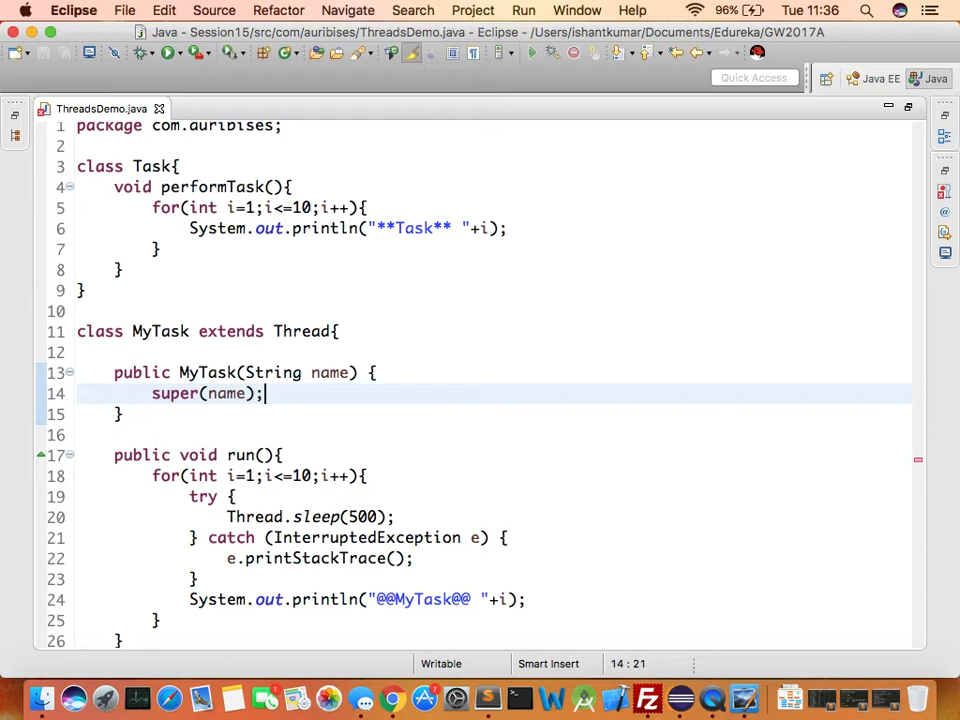 Eclipse File Edit Source Refactor Navigate Search Project Run Window Help 96% Tue 11:36
Java - Session15/src/com/auribises/ThreadsDemo.java - Eclipse - /Users/ishantkumar/Documents/Edureka/GW2017A
Quick Access Java EE Java
ThreadsDemo.java
1 package com.auribises;
2
3 class Task{
4 void performTask(){
5 for(int i=1;i<=10;i++){
6 System.out.println("**Task** "+i);
7 }
8 }
9 }
10
11 class MyTask extends Thread{
12
13 public MyTask(String name) {
14 super(name);
15 }
16
17 public void run(){
18 for(int i=1;i<=10;i++){
19 try {
20 Thread.sleep(500);
21 } catch (InterruptedException e) {
22 e.printStackTrace();
23 }
24 System.out.println("@@MyTask@@ "+i);
25 }
26 }
Writable Smart Insert 14 : 21